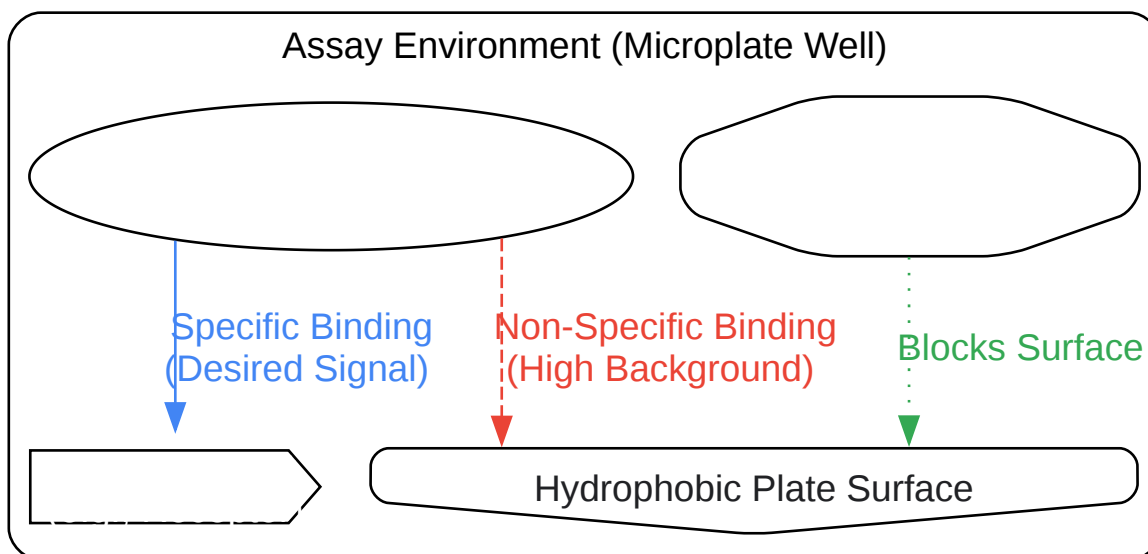 Assay Environment (Microplate Well)
Specific Binding
(Desired Signal)
Non-Specific Binding
(High Background)
Blocks Surface
Hydrophobic Plate Surface